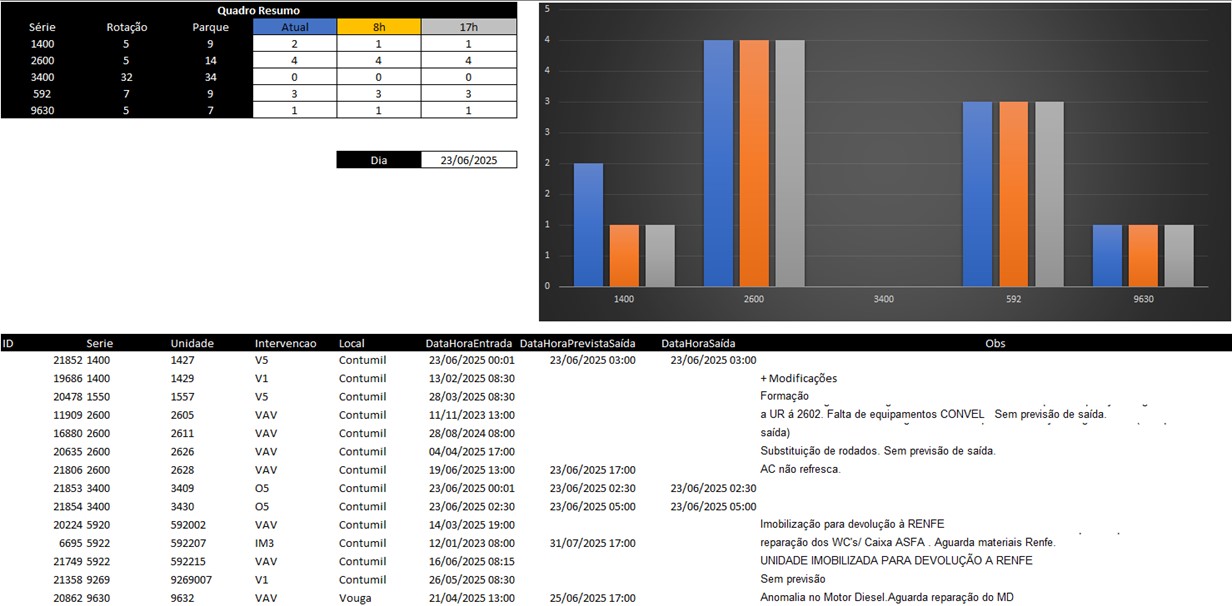 Quadro Resumo
Série Rotação Parque Atual 8h 17h
1400 5 9 2 1 1
2600 5 14 4 4 4
3400 32 34 0 0 0
592 7 9 3 3 3
9630 5 7 1 1 1
Dia 23/06/2025
5
4
4
3
3
2
2
1
1
0
1400 2600 3400 592 9630
ID Serie Unidade Intervencao Local DataHoraEntrada DataHoraPrevistaSaída DataHoraSaída Obs
21852 1400 1427 V5 Contumil 23/06/2025 00:01 23/06/2025 03:00 23/06/2025 03:00
19686 1400 1429 V1 Contumil 13/02/2025 08:30 + Modificações
20478 1550 1557 V5 Contumil 28/03/2025 08:30 Formação
11909 2600 2605 VAV Contumil 11/11/2023 13:00 a UR á 2602. Falta de equipamentos CONVEL Sem previsão de saída.
16880 2600 2611 VAV Contumil 28/08/2024 08:00 saída)
20635 2600 2626 VAV Contumil 04/04/2025 17:00 Substituição de rodados. Sem previsão de saída.
21806 2600 2628 VAV Contumil 19/06/2025 13:00 23/06/2025 17:00 AC não refresca.
21853 3400 3409 O5 Contumil 23/06/2025 00:01 23/06/2025 02:30 23/06/2025 02:30
21854 3400 3430 O5 Contumil 23/06/2025 02:30 23/06/2025 05:00 23/06/2025 05:00
20224 5920 592002 VAV Contumil 14/03/2025 19:00 Imobilização para devolução à RENFE
6695 5922 592207 IM3 Contumil 12/01/2023 08:00 31/07/2025 17:00 reparação dos WC's/ Caixa ASFA . Aguarda materiais Renfe.
21749 5922 592215 VAV Contumil 16/06/2025 08:15 UNIDADE IMOBILIZADA PARA DEVOLUÇÃO A RENFE
21358 9269 9269007 V1 Contumil 26/05/2025 08:30 Sem previsão
20862 9630 9632 VAV Vouga 21/04/2025 13:00 25/06/2025 17:00 Anomalia no Motor Diesel.Aguarda reparação do MD